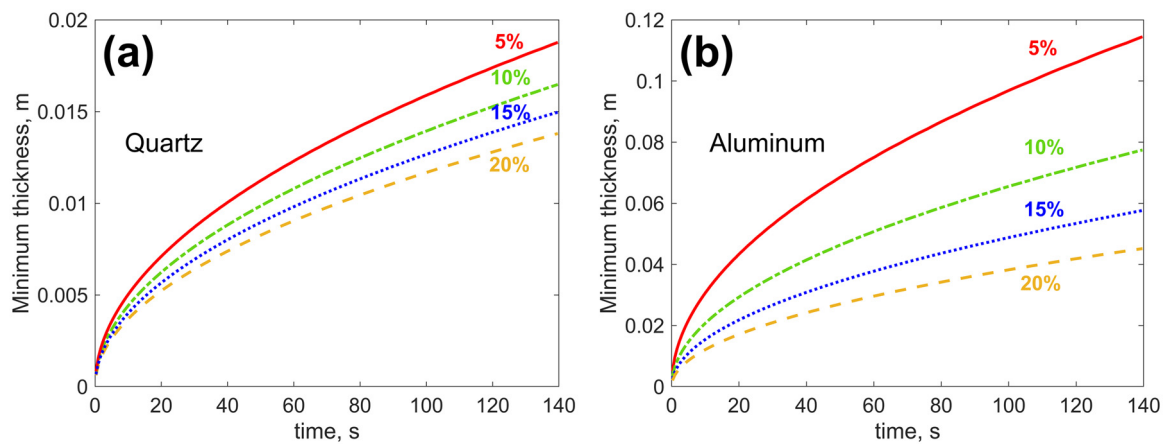 (a)
Minimum thickness, m
0.02
0.015
0.01
0.005
0
5%
10%
15%
20%
Quartz
0 20 40 60 80 100 120 140
time, s
(b)
Minimum thickness, m
0.12
0.1
0.08
0.06
0.04
0.02
0
5%
10%
15%
20%
Aluminum
0 20 40 60 80 100 120 140
time, s